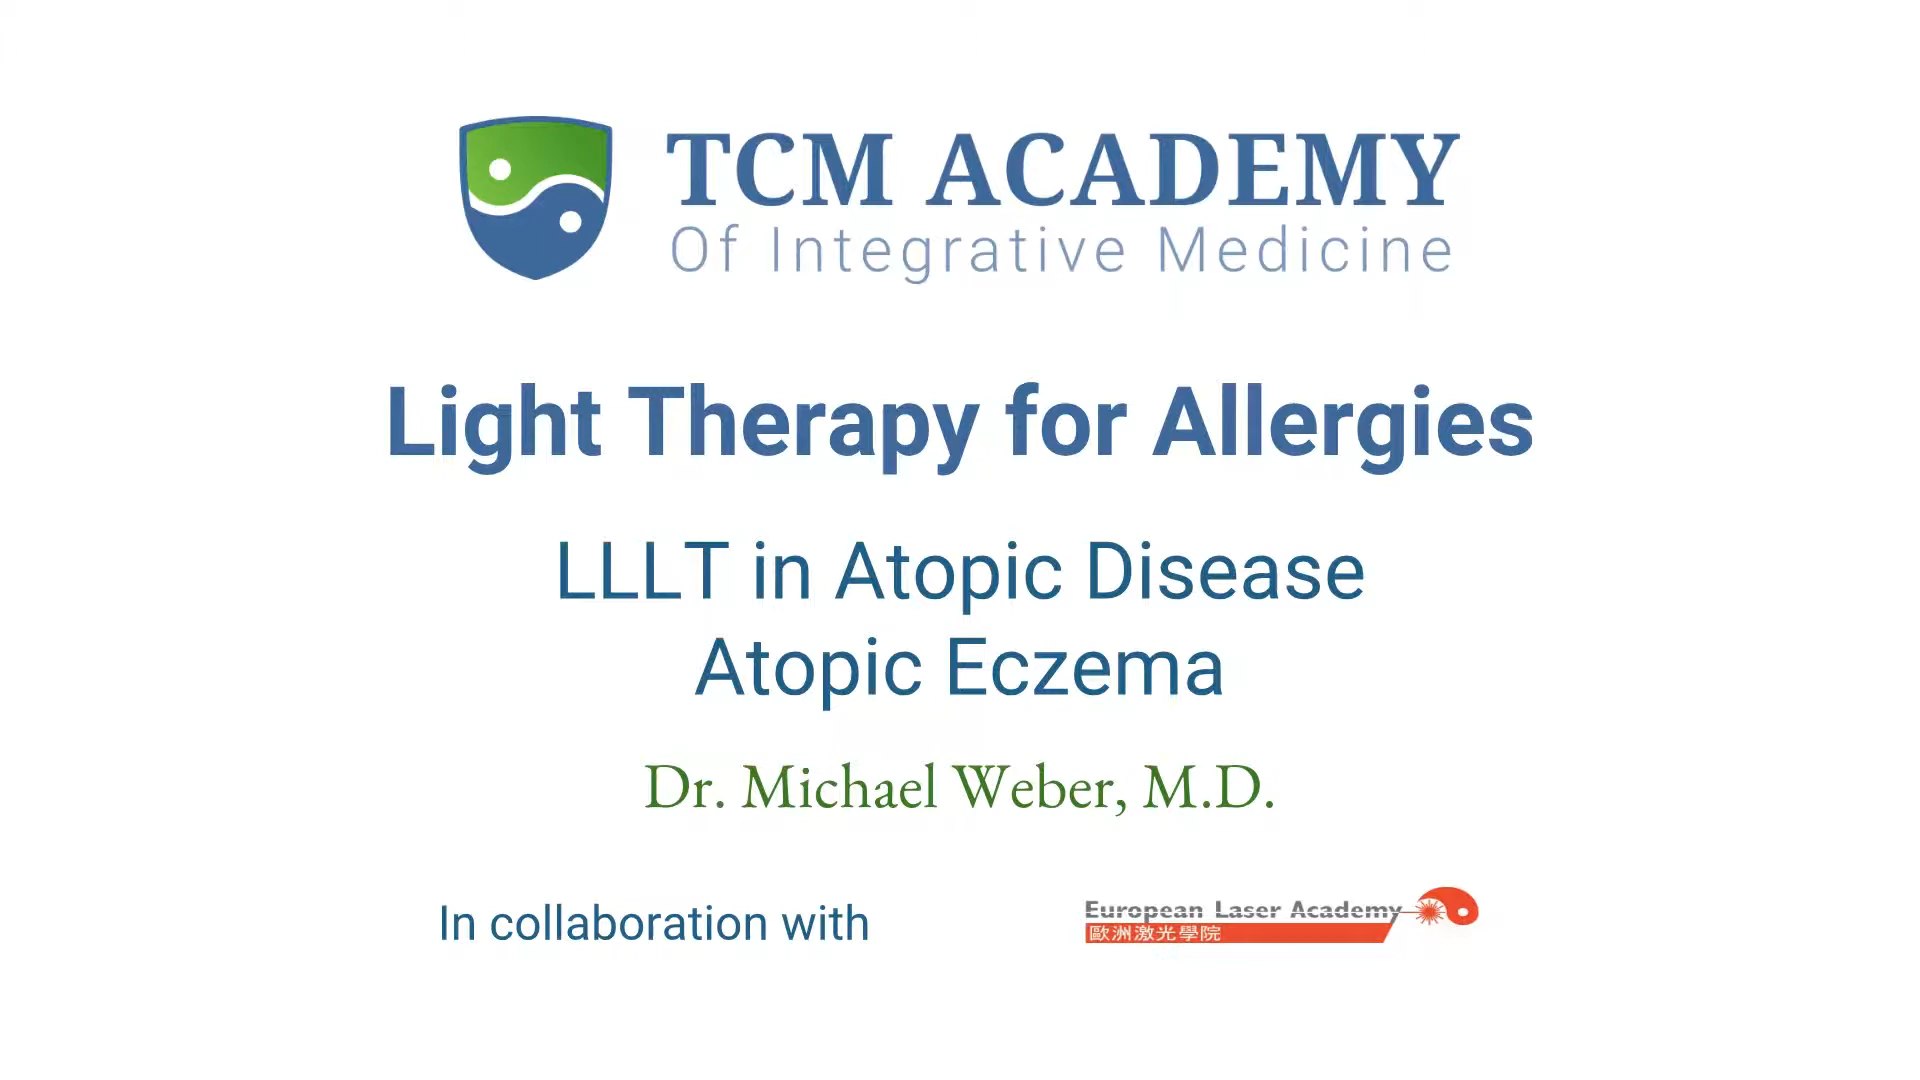 TCM ACADEMY
Of Integrative Medicine
Light Therapy for Allergies
LLLT in Atopic Disease
Atopic Eczema
Dr. Michael Weber, M.D.
In collaboration with
European Laser Academy
歐洲激光學院